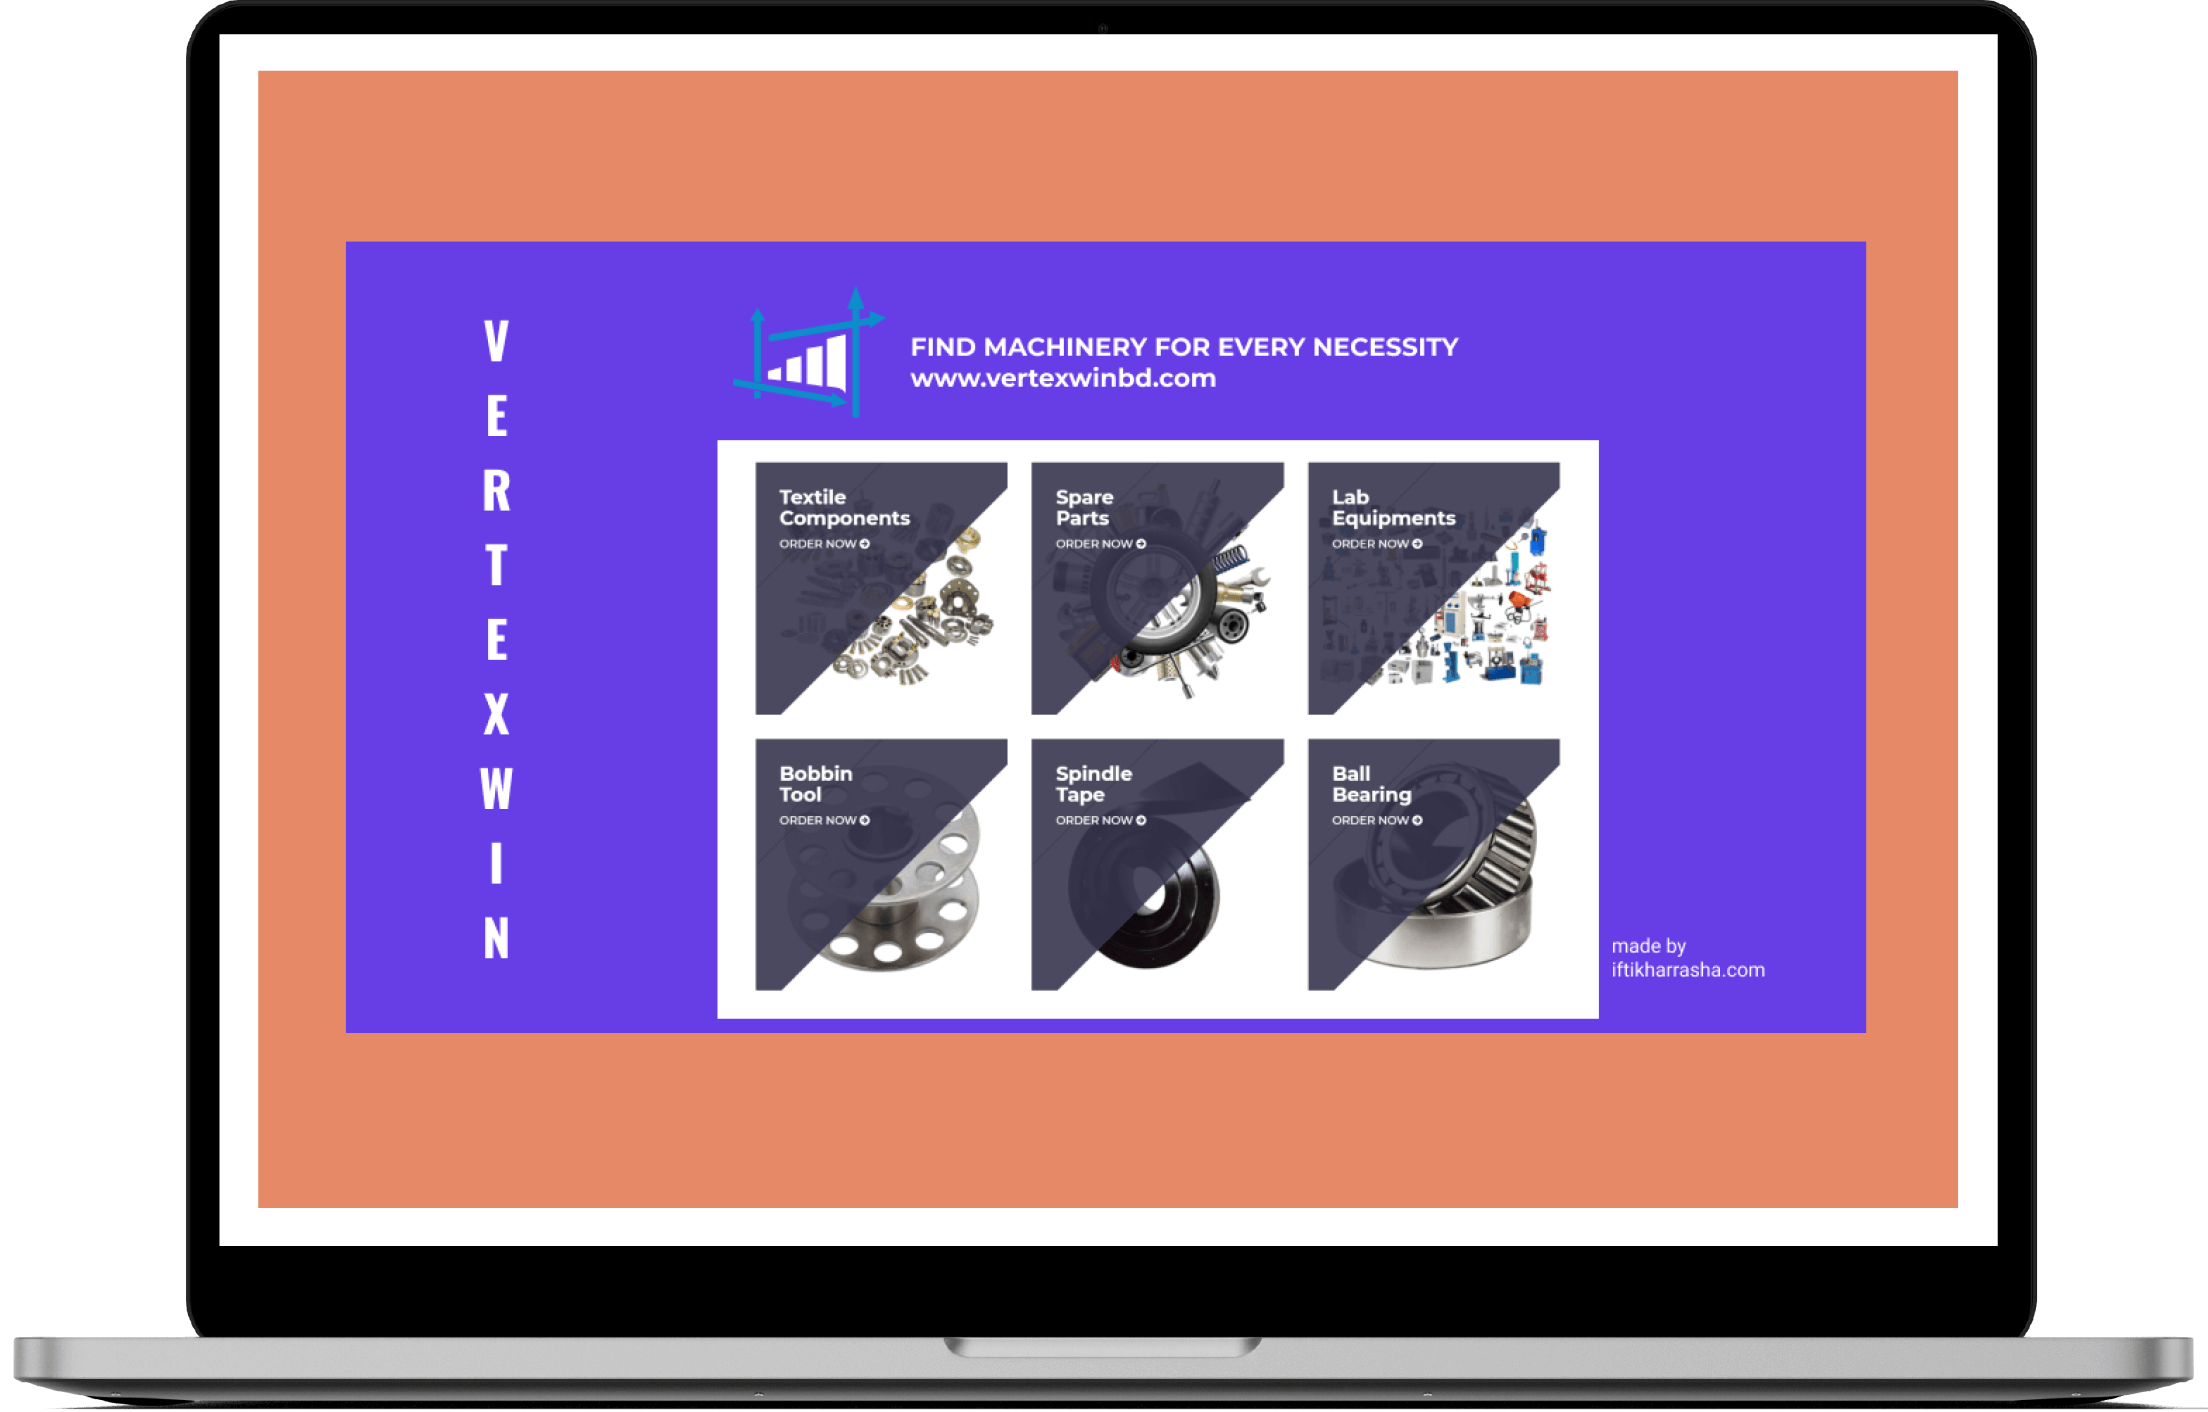 V
E
R
T
E
X
W
I
N
FIND MACHINERY FOR EVERY NECESSITY
www.vertexwinbd.com
Textile
Components
ORDER NOW
Spare
Parts
ORDER NOW
Lab
Equipments
ORDER NOW
Bobbin
Tool
ORDER NOW
Spindle
Tape
ORDER NOW
Ball
Bearing
ORDER NOW
made by
iftikharrasha.com